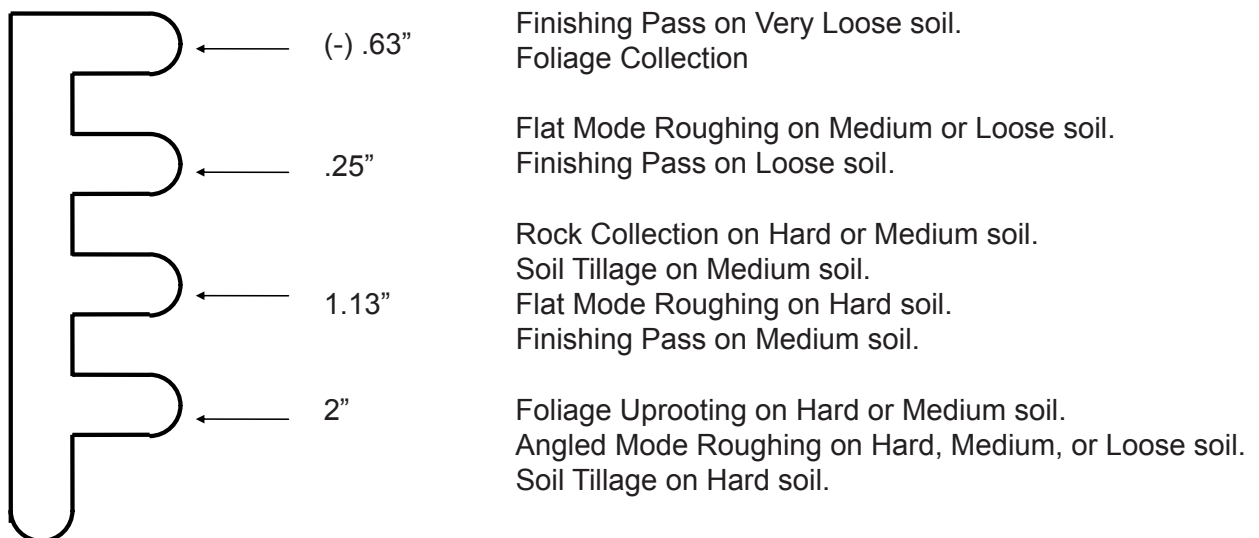 (-) .63”
Finishing Pass on Very Loose soil.
Foliage Collection
.25”
Flat Mode Roughing on Medium or Loose soil.
Finishing Pass on Loose soil.
1.13”
Rock Collection on Hard or Medium soil.
Soil Tillage on Medium soil.
Flat Mode Roughing on Hard soil.
Finishing Pass on Medium soil.
2”
Foliage Uprooting on Hard or Medium soil.
Angled Mode Roughing on Hard, Medium, or Loose soil.
Soil Tillage on Hard soil.